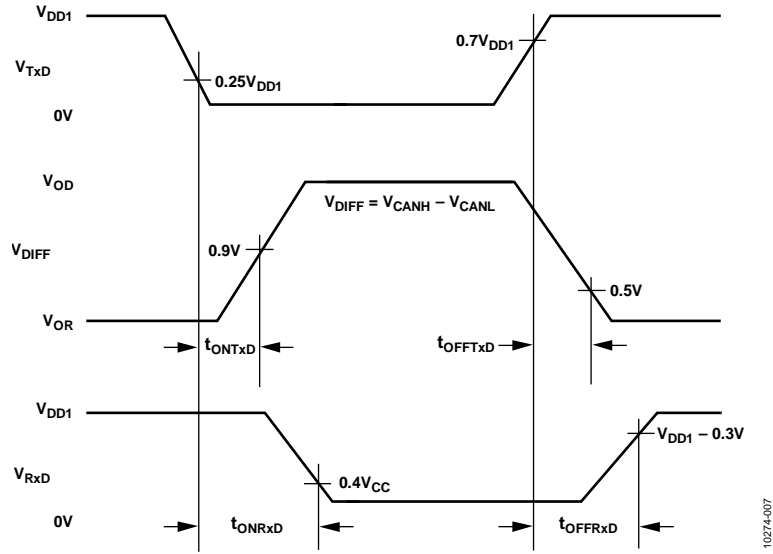 VDD1
0.7VDD1
VTxD
0.25VDD1
0V
VOD
VDIFF = VCANH – VCANL
0.9V
VDIFF
0.5V
VOR
tONTxD
tOFFTxD
VDD1
VDD1 – 0.3V
VRxD
0.4VCC
0V
tONRxD
tOFFRxD
10274-007